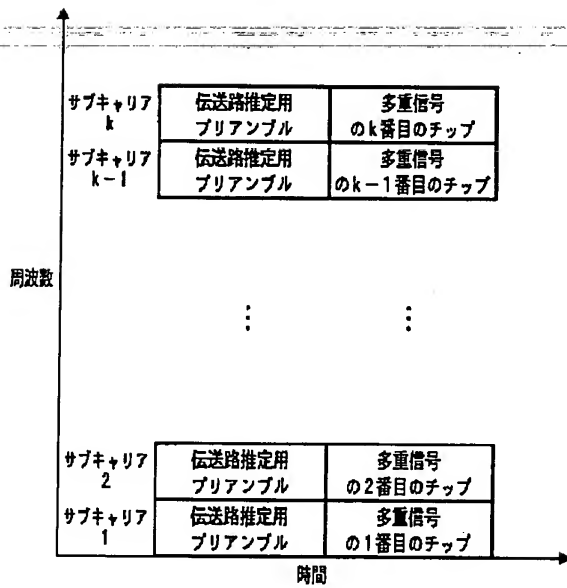 サブキャリア
k
伝送路推定用
プリアンブル
多重信号
のk番目のチップ
サブキャリア
k-1
伝送路推定用
プリアンブル
多重信号
のk-1番目のチップ
周波数
⋮
⋮
サブキャリア
2
伝送路推定用
プリアンブル
多重信号
の2番目のチップ
サブキャリア
1
伝送路推定用
プリアンブル
多重信号
の1番目のチップ
時間